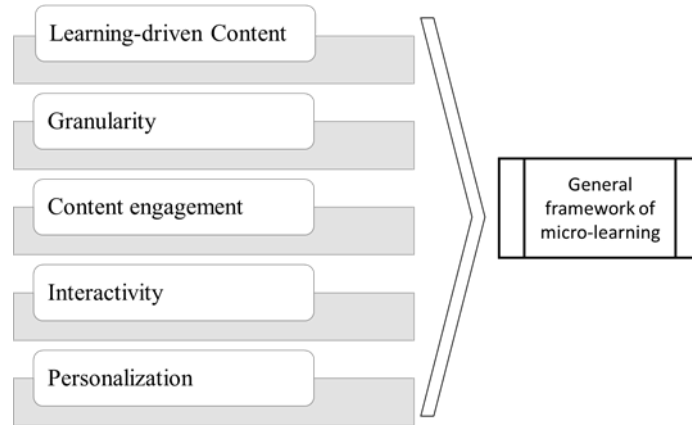 Learning-driven Content
Granularity
Content engagement
Interactivity
Personalization
General
framework of
micro-learning